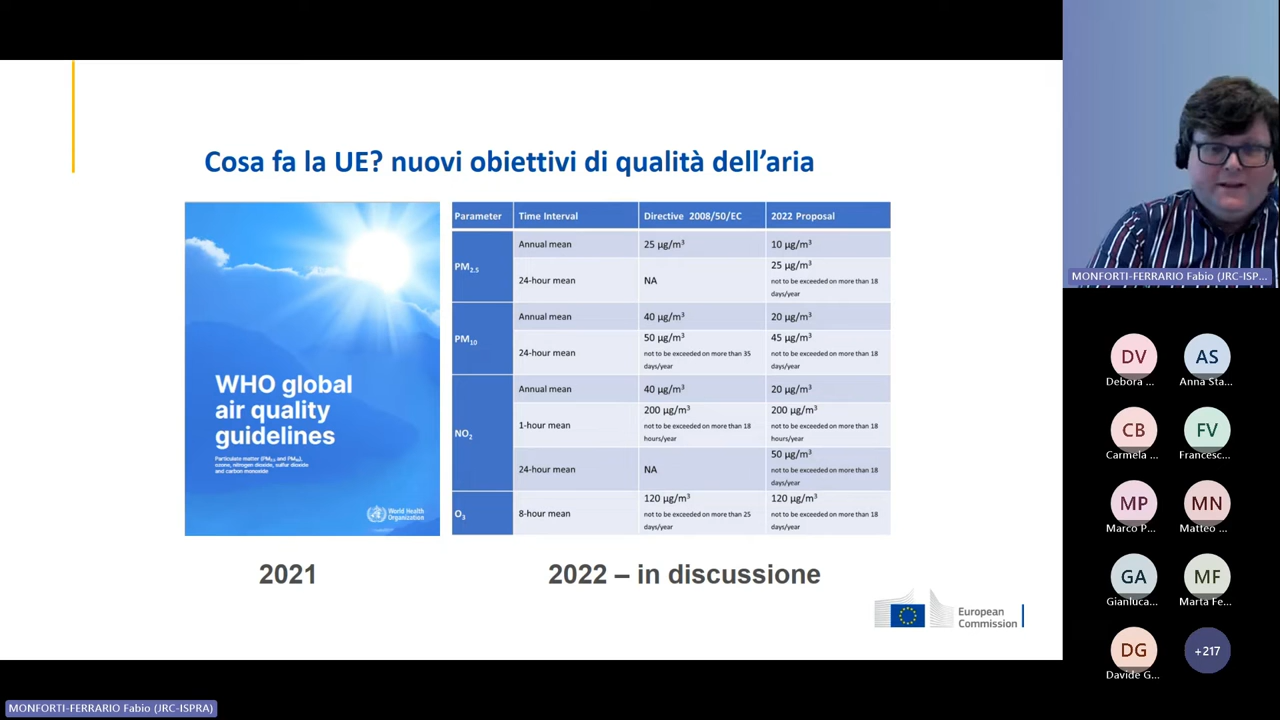 Cosa fa la UE? nuovi obiettivi di qualità dell'aria
WHO global
air quality
guidelines
Particulate matter (PM2.5 and PM10),
ozone, nitrogen dioxide, sulfur dioxide
and carbon monoxide
World Health
Organization
Parameter Time Interval Directive 2008/50/EC 2022 Proposal
PM2.5
Annual mean 25 µg/m³ 10 µg/m³
24-hour mean NA 25 µg/m³
not to be exceeded on more than 18
days/year
PM10
Annual mean 40 µg/m³ 20 µg/m³
24-hour mean
50 µg/m³
not to be exceeded on more than 35
days/year
45 µg/m³
not to be exceeded on more than 18
days/year
NO2
Annual mean 40 µg/m³ 20 µg/m³
1-hour mean
200 µg/m³
not to be exceeded on more than 18
hours/year
200 µg/m³
not to be exceeded on more than 18
hours/year
24-hour mean NA 50 µg/m³
not to be exceeded on more than 18
days/year
O3
8-hour mean
120 µg/m³
not to be exceeded on more than 25
days/year
120 µg/m³
not to be exceeded on more than 18
days/year
2021
2022 – in discussione
European
Commission
MONFORTI-FERRARIO Fabio (JRC-ISP...
DV
Debora ...
AS
Anna Sta...
CB
Carmela ...
FV
Francesc...
MP
Marco P...
MN
Matteo ...
GA
Gianluca...
MF
Marta Fe...
DG
Davide G...
+217
MONFORTI-FERRARIO Fabio (JRC-ISPRA)